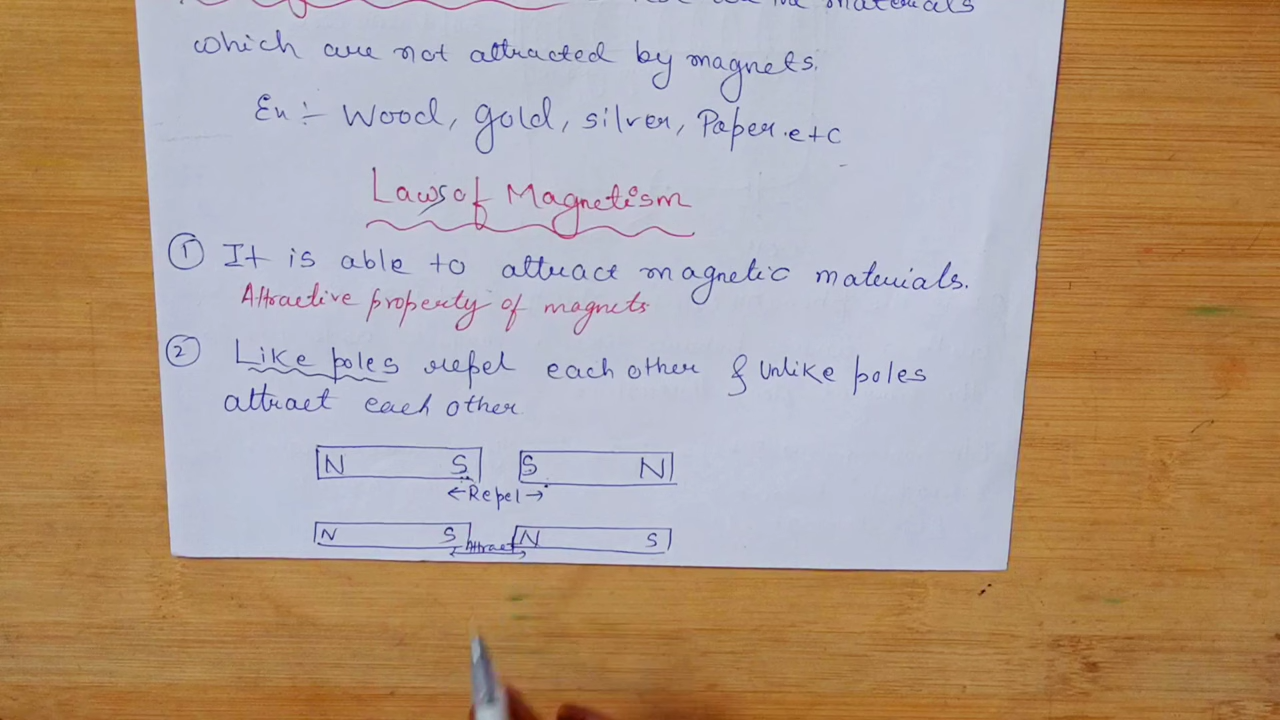 materials
which are not attracted by magnets.
Ex :- Wood, gold, silver, Paper.etc
Laws of Magnetism
① It is able to attract magnetic materials.
Attractive property of magnets
② Like poles repel each other & Unlike poles
attract each other
N S S N
←Repel→
N S N S
Attract